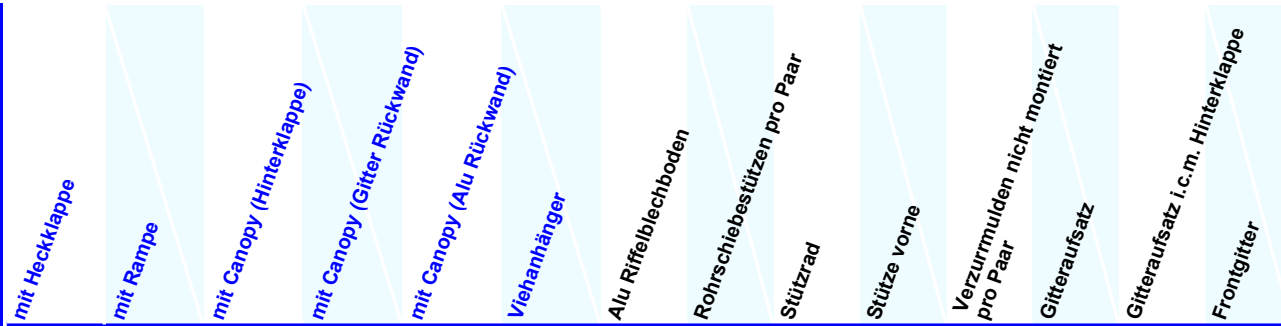 mit Heckklappe
mit Rampe
mit Canopy (Hinterklappe)
mit Canopy (Gitter Rückwand)
mit Canopy (Alu Rückwand)
Viehanhänger
Alu Riffelblechboden
Rohrschiebestützen pro Paar
Stützrad
Stütze vorne
Verzurrmulden nicht montiert
pro Paar
Gitteraufsatz
Gitteraufsatz i.c.m. Hinterklappe
Frontgitter